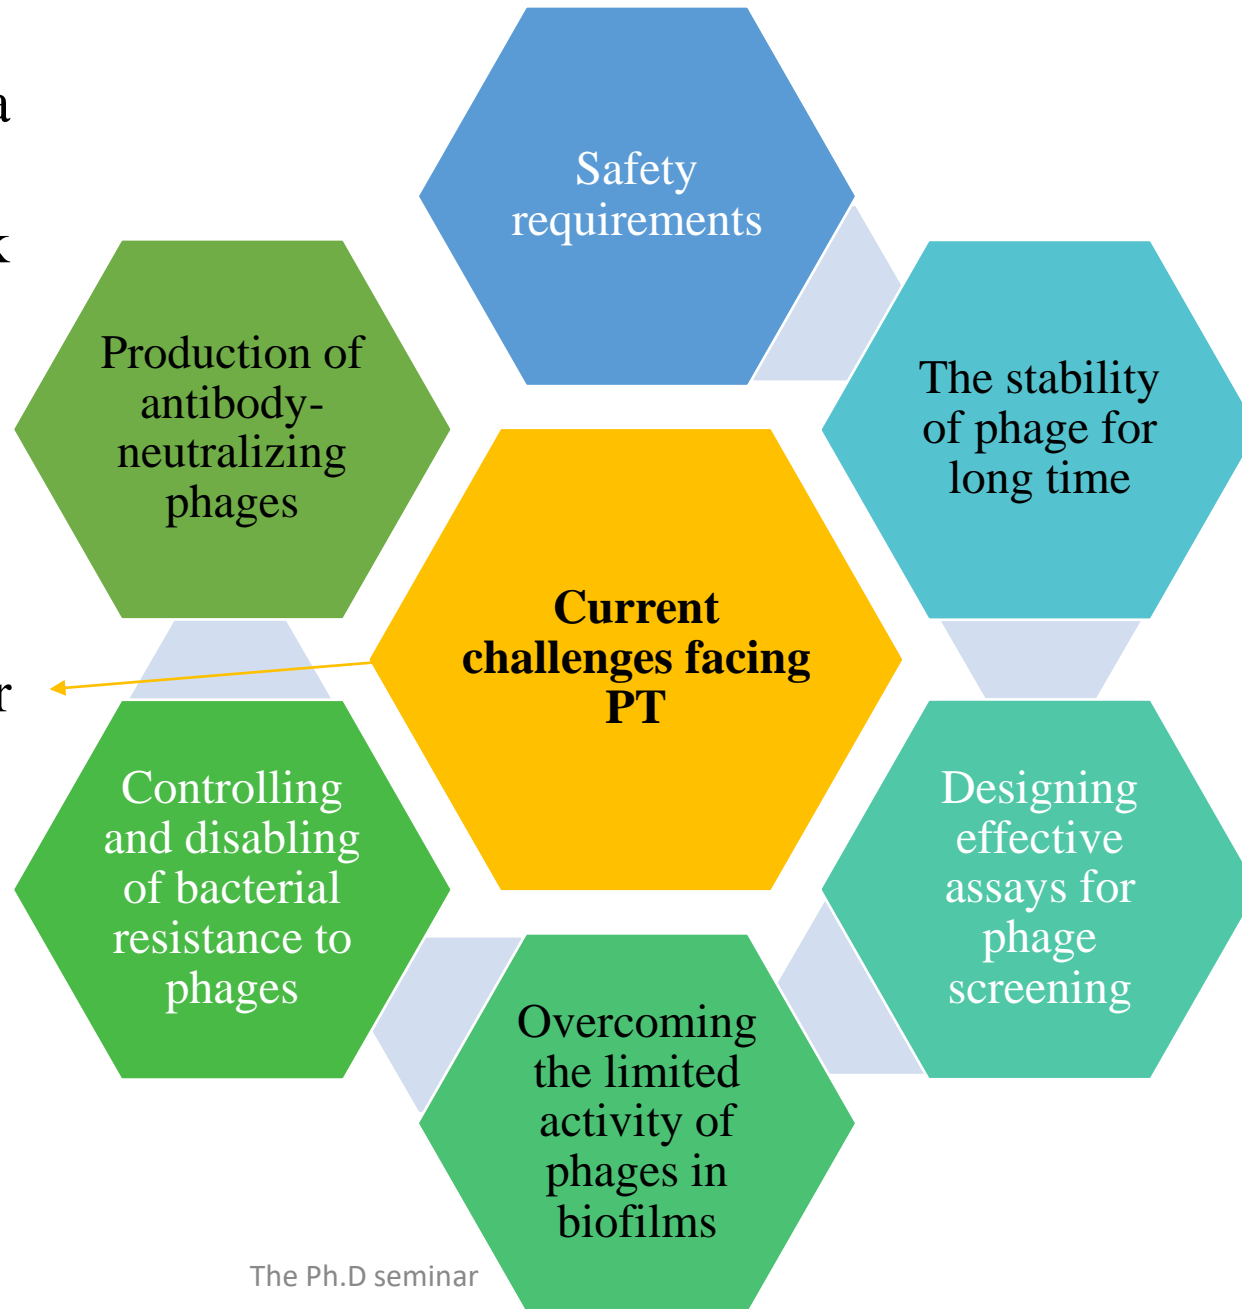 a
k
r
Safety
requirements
The stability
of phage for
long time
Designing
effective
assays for
phage
screening
Overcoming
the limited
activity of
phages in
biofilms
Controlling
and disabling
of bacterial
resistance to
phages
Production of
antibody-
neutralizing
phages
Current
challenges facing
PT
The Ph.D seminar